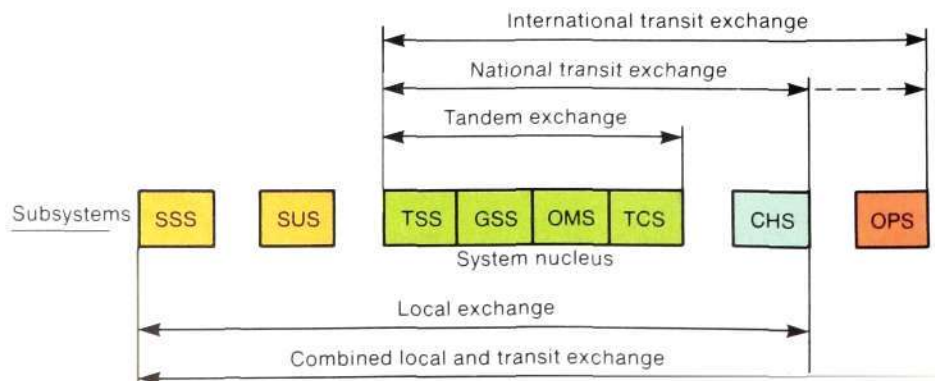 International transit exchange
National transit exchange
Tandem exchange
Subsystems SSS SUS TSS GSS OMS TCS CHS OPS
System nucleus
Local exchange
Combined local and transit exchange